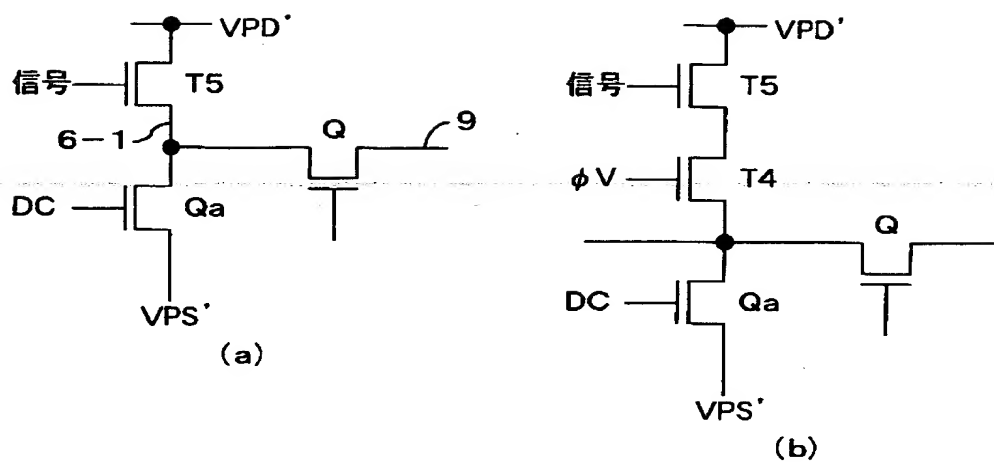 VPD'
信号
T5
6-1
Q
9
DC
Qa
VPS'
(a)
VPD'
信号
T5
φV
T4
Q
DC
Qa
VPS'
(b)